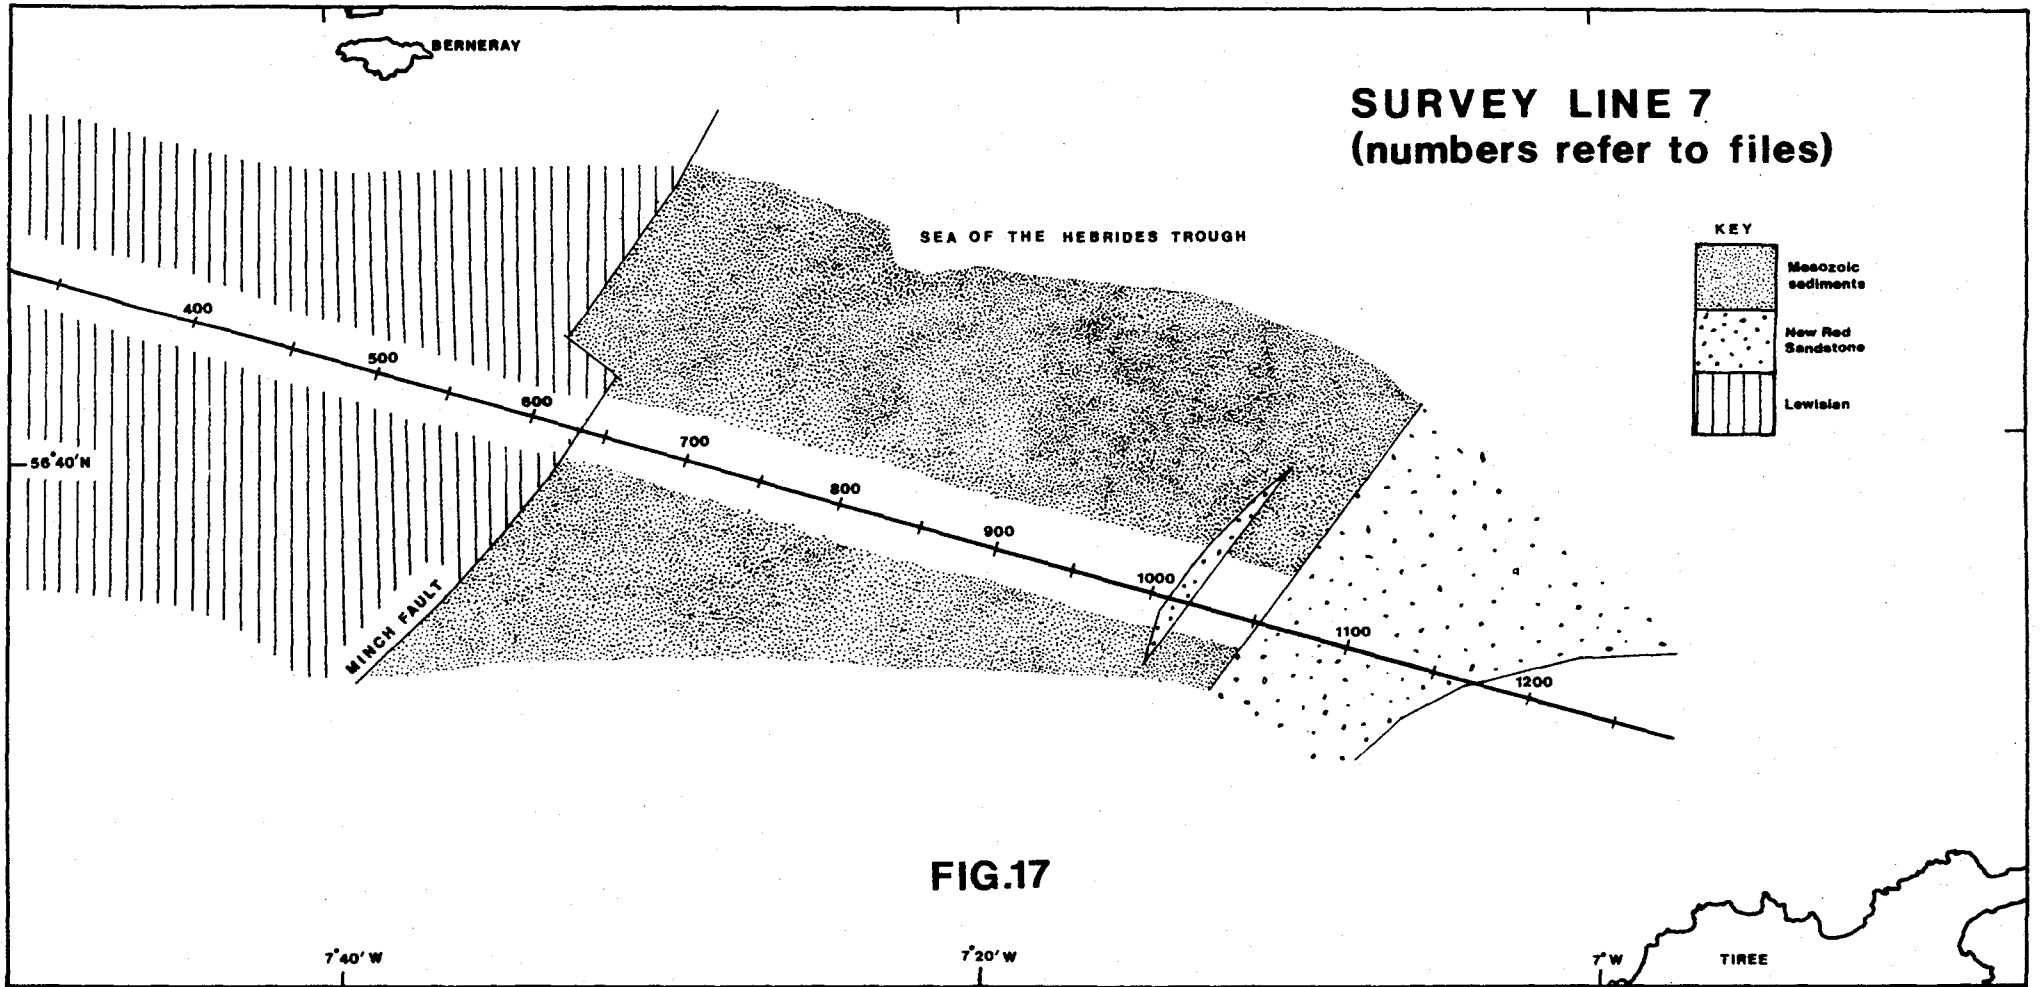 BERNERAY
SURVEY LINE 7
(numbers refer to files)
SEA OF THE HEBRIDES TROUGH
KEY
Mesozoic
sediments
New Red
Sandstone
Lewisian
400
500
600
700
800
900
1000
1100
1200
56°40'N
MINCH FAULT
FIG.17
7°40'W
7°20'W
7°W
TIREE